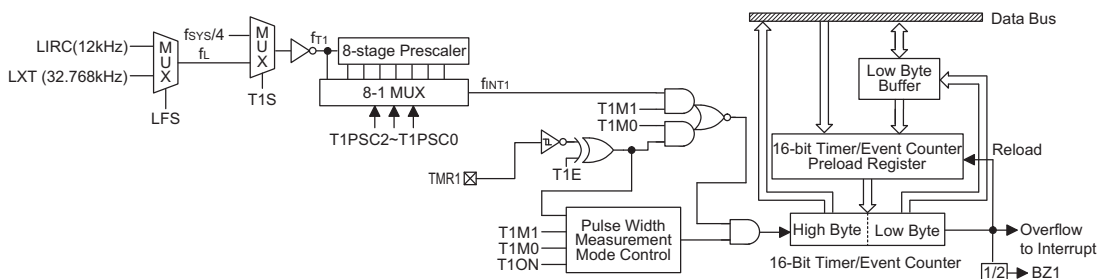 Data Bus
LIRC(12kHz)
LXT (32.768kHz)
MUX
LFS
fSYS/4
fL
MUX
T1S
fT1
8-stage Prescaler
8-1 MUX
T1PSC2~T1PSC0
fINT1
T1M1
T1M0
TMR1
T1E
T1M1
T1M0
T1ON
Pulse Width
Measurement
Mode Control
Low Byte
Buffer
16-bit Timer/Event Counter
Preload Register
Reload
High Byte
Low Byte
16-Bit Timer/Event Counter
Overflow
to Interrupt
1/2
BZ1